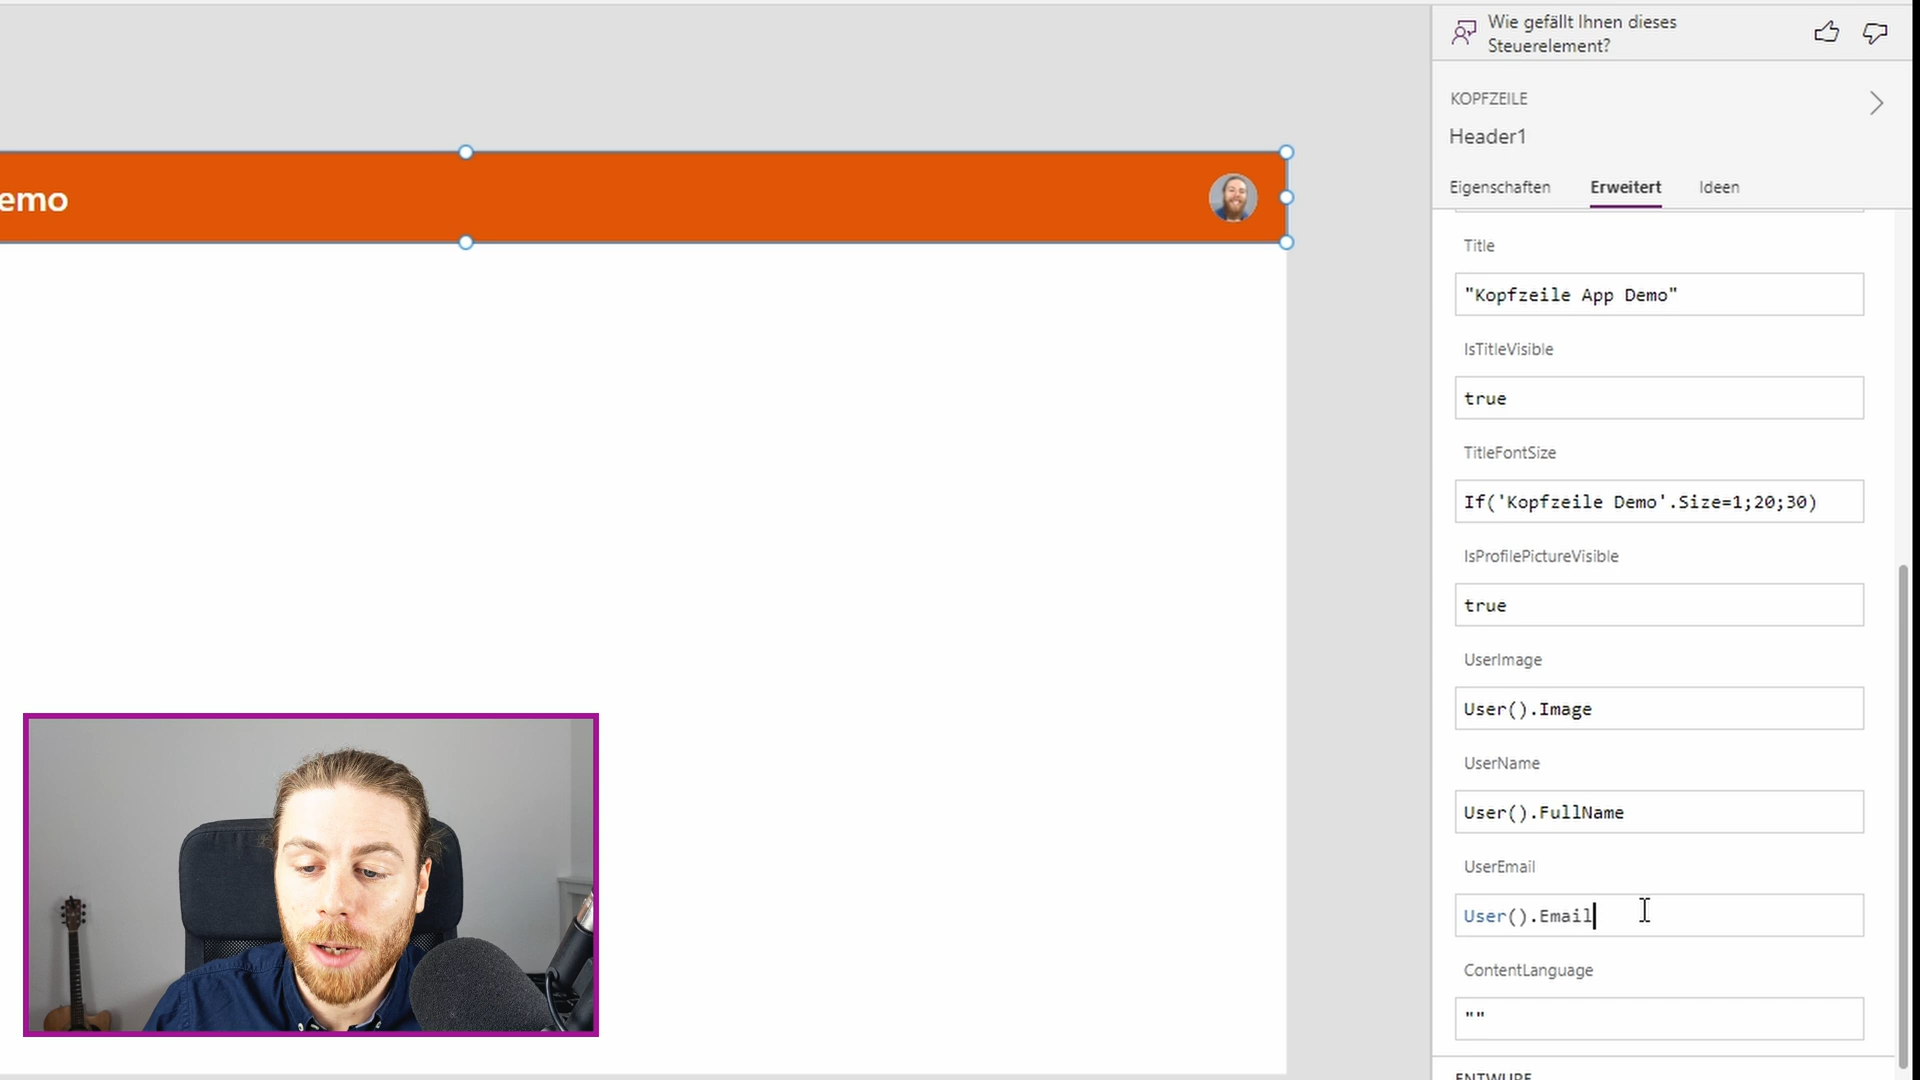 Wie gefällt Ihnen dieses
Steuerelement?
KOPFZEILE
Header1
Eigenschaften
Erweitert
Ideen
emo
Title
"Kopfzeile App Demo"
IsTitleVisible
true
TitleFontSize
If('Kopfzeile Demo'.Size=1;20;30)
IsProfilePictureVisible
true
UserImage
User().Image
UserName
User().FullName
UserEmail
User().Email
ContentLanguage
""
ENTWURF